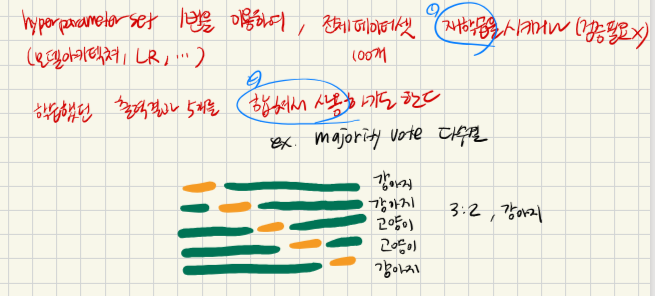 hyperparameter set 1번을 이용하여, 전체데이터셋 ① 재학습을 시키거나 (검증필요X)
(모델아키텍쳐, LR, ...) 100개
학습했던 출력결과 5개를 ② 합쳐서 사용하기도 한다
ex. majority vote 다수결
강아지
강아지
고양이
고양이
강아지
3:2, 강아지